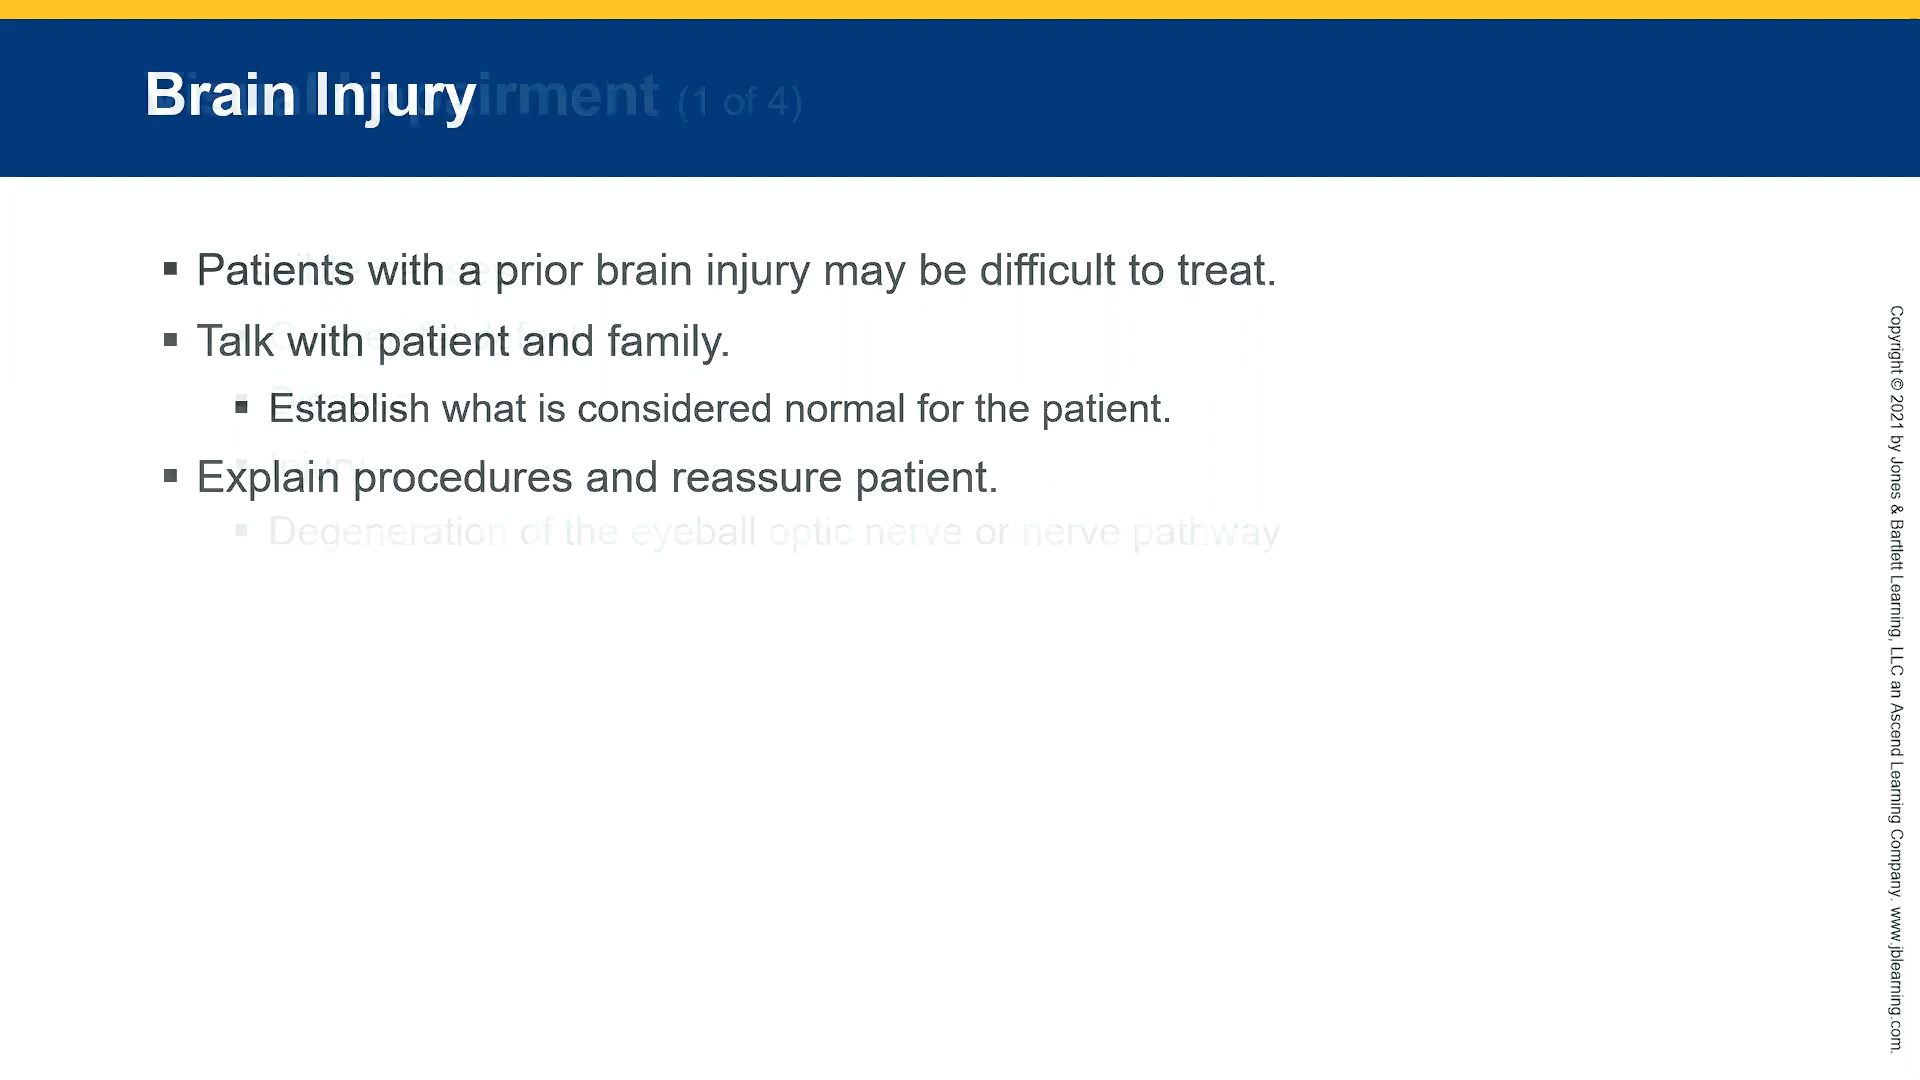 Brain Injury
(1 of 4)
▪ Patients with a prior brain injury may be difficult to treat.
▪ Talk with patient and family.
▪ Establish what is considered normal for the patient.
▪ Explain procedures and reassure patient.
Injury
▪ Degeneration of the eyeball optic nerve or nerve pathway
Copyright © 2021 by Jones & Bartlett Learning, LLC an Ascend Learning Company. www.jblearning.com.